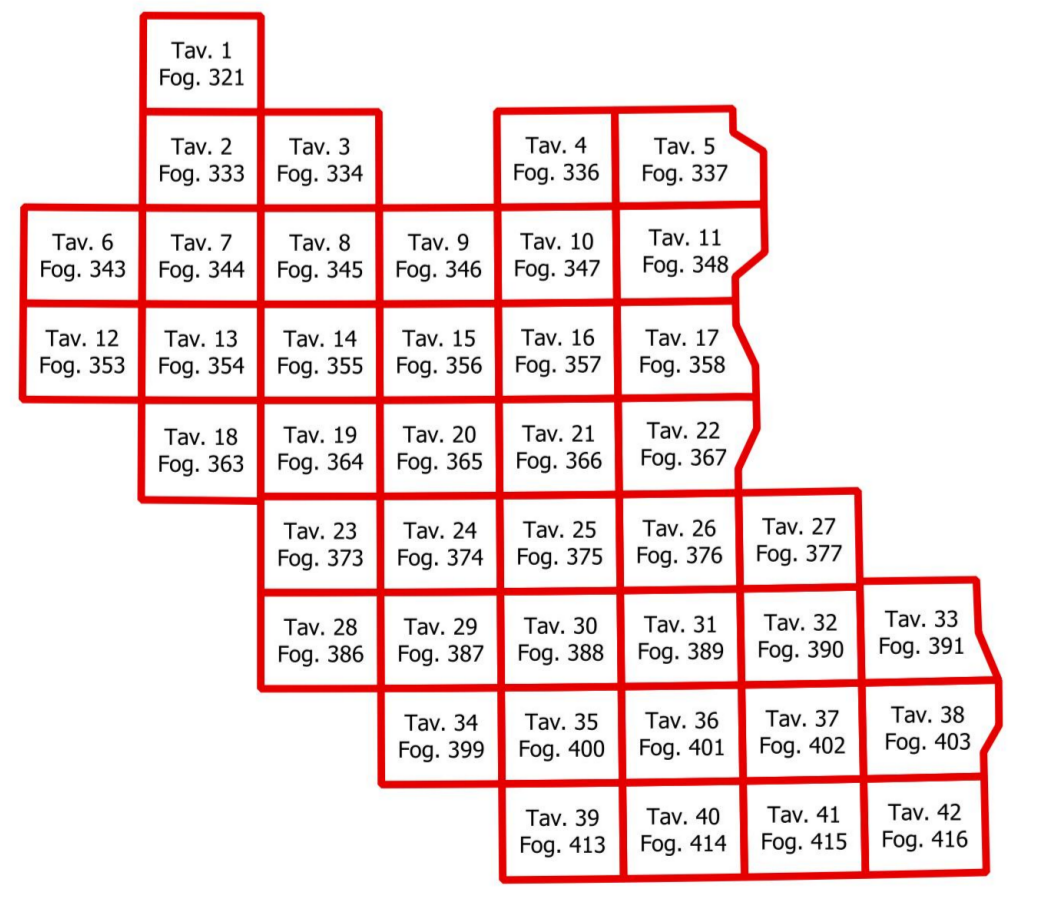 Tav. 1
Fog. 321
Tav. 2
Fog. 333
Tav. 3
Fog. 334
Tav. 4
Fog. 336
Tav. 5
Fog. 337
Tav. 6
Fog. 343
Tav. 7
Fog. 344
Tav. 8
Fog. 345
Tav. 9
Fog. 346
Tav. 10
Fog. 347
Tav. 11
Fog. 348
Tav. 12
Fog. 353
Tav. 13
Fog. 354
Tav. 14
Fog. 355
Tav. 15
Fog. 356
Tav. 16
Fog. 357
Tav. 17
Fog. 358
Tav. 18
Fog. 363
Tav. 19
Fog. 364
Tav. 20
Fog. 365
Tav. 21
Fog. 366
Tav. 22
Fog. 367
Tav. 23
Fog. 373
Tav. 24
Fog. 374
Tav. 25
Fog. 375
Tav. 26
Fog. 376
Tav. 27
Fog. 377
Tav. 28
Fog. 386
Tav. 29
Fog. 387
Tav. 30
Fog. 388
Tav. 31
Fog. 389
Tav. 32
Fog. 390
Tav. 33
Fog. 391
Tav. 34
Fog. 399
Tav. 35
Fog. 400
Tav. 36
Fog. 401
Tav. 37
Fog. 402
Tav. 38
Fog. 403
Tav. 39
Fog. 413
Tav. 40
Fog. 414
Tav. 41
Fog. 415
Tav. 42
Fog. 416